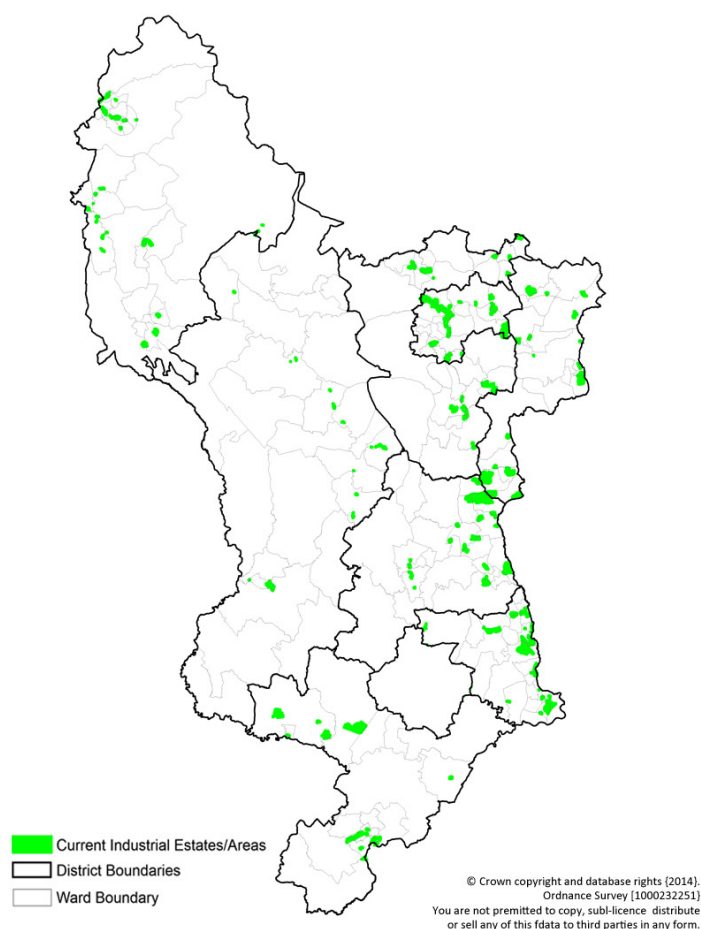 Current Industrial Estates/Areas
District Boundaries
Ward Boundary
© Crown copyright and database rights {2014}.
Ordnance Survey [1000232251}
You are not premitted to copy, subl-licence distribute
or sell any of this fdata to third parties in any form.